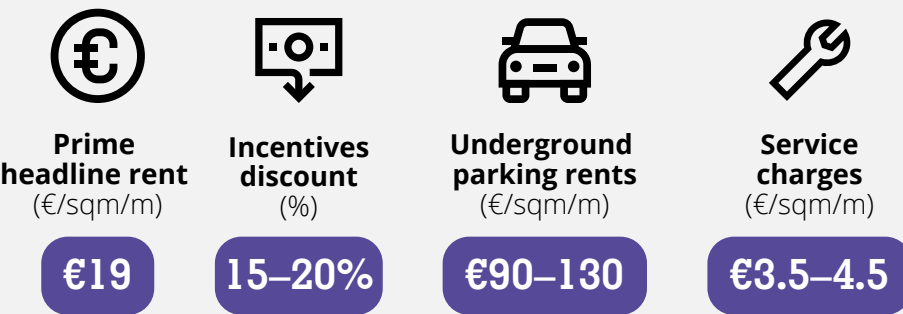 Prime
headline rent
(€/sqm/m)
€19
Incentives
discount
(%)
15–20%
Underground
parking rents
(€/sqm/m)
€90–130
Service
charges
(€/sqm/m)
€3.5–4.5